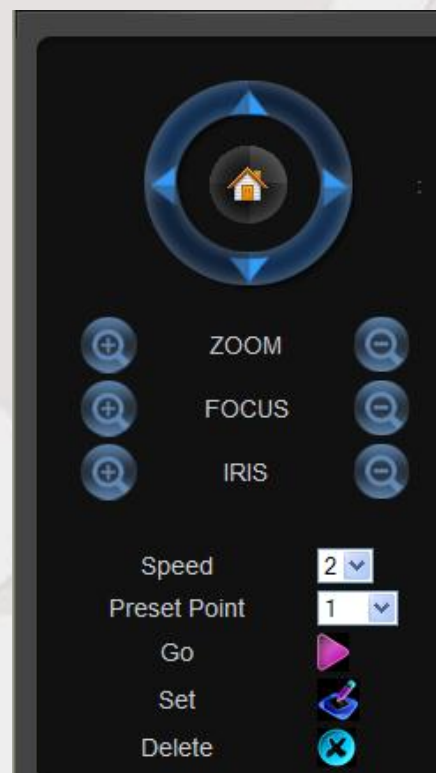 :
ZOOM
FOCUS
IRIS
Speed 2
Preset Point 1
Go
Set
Delete